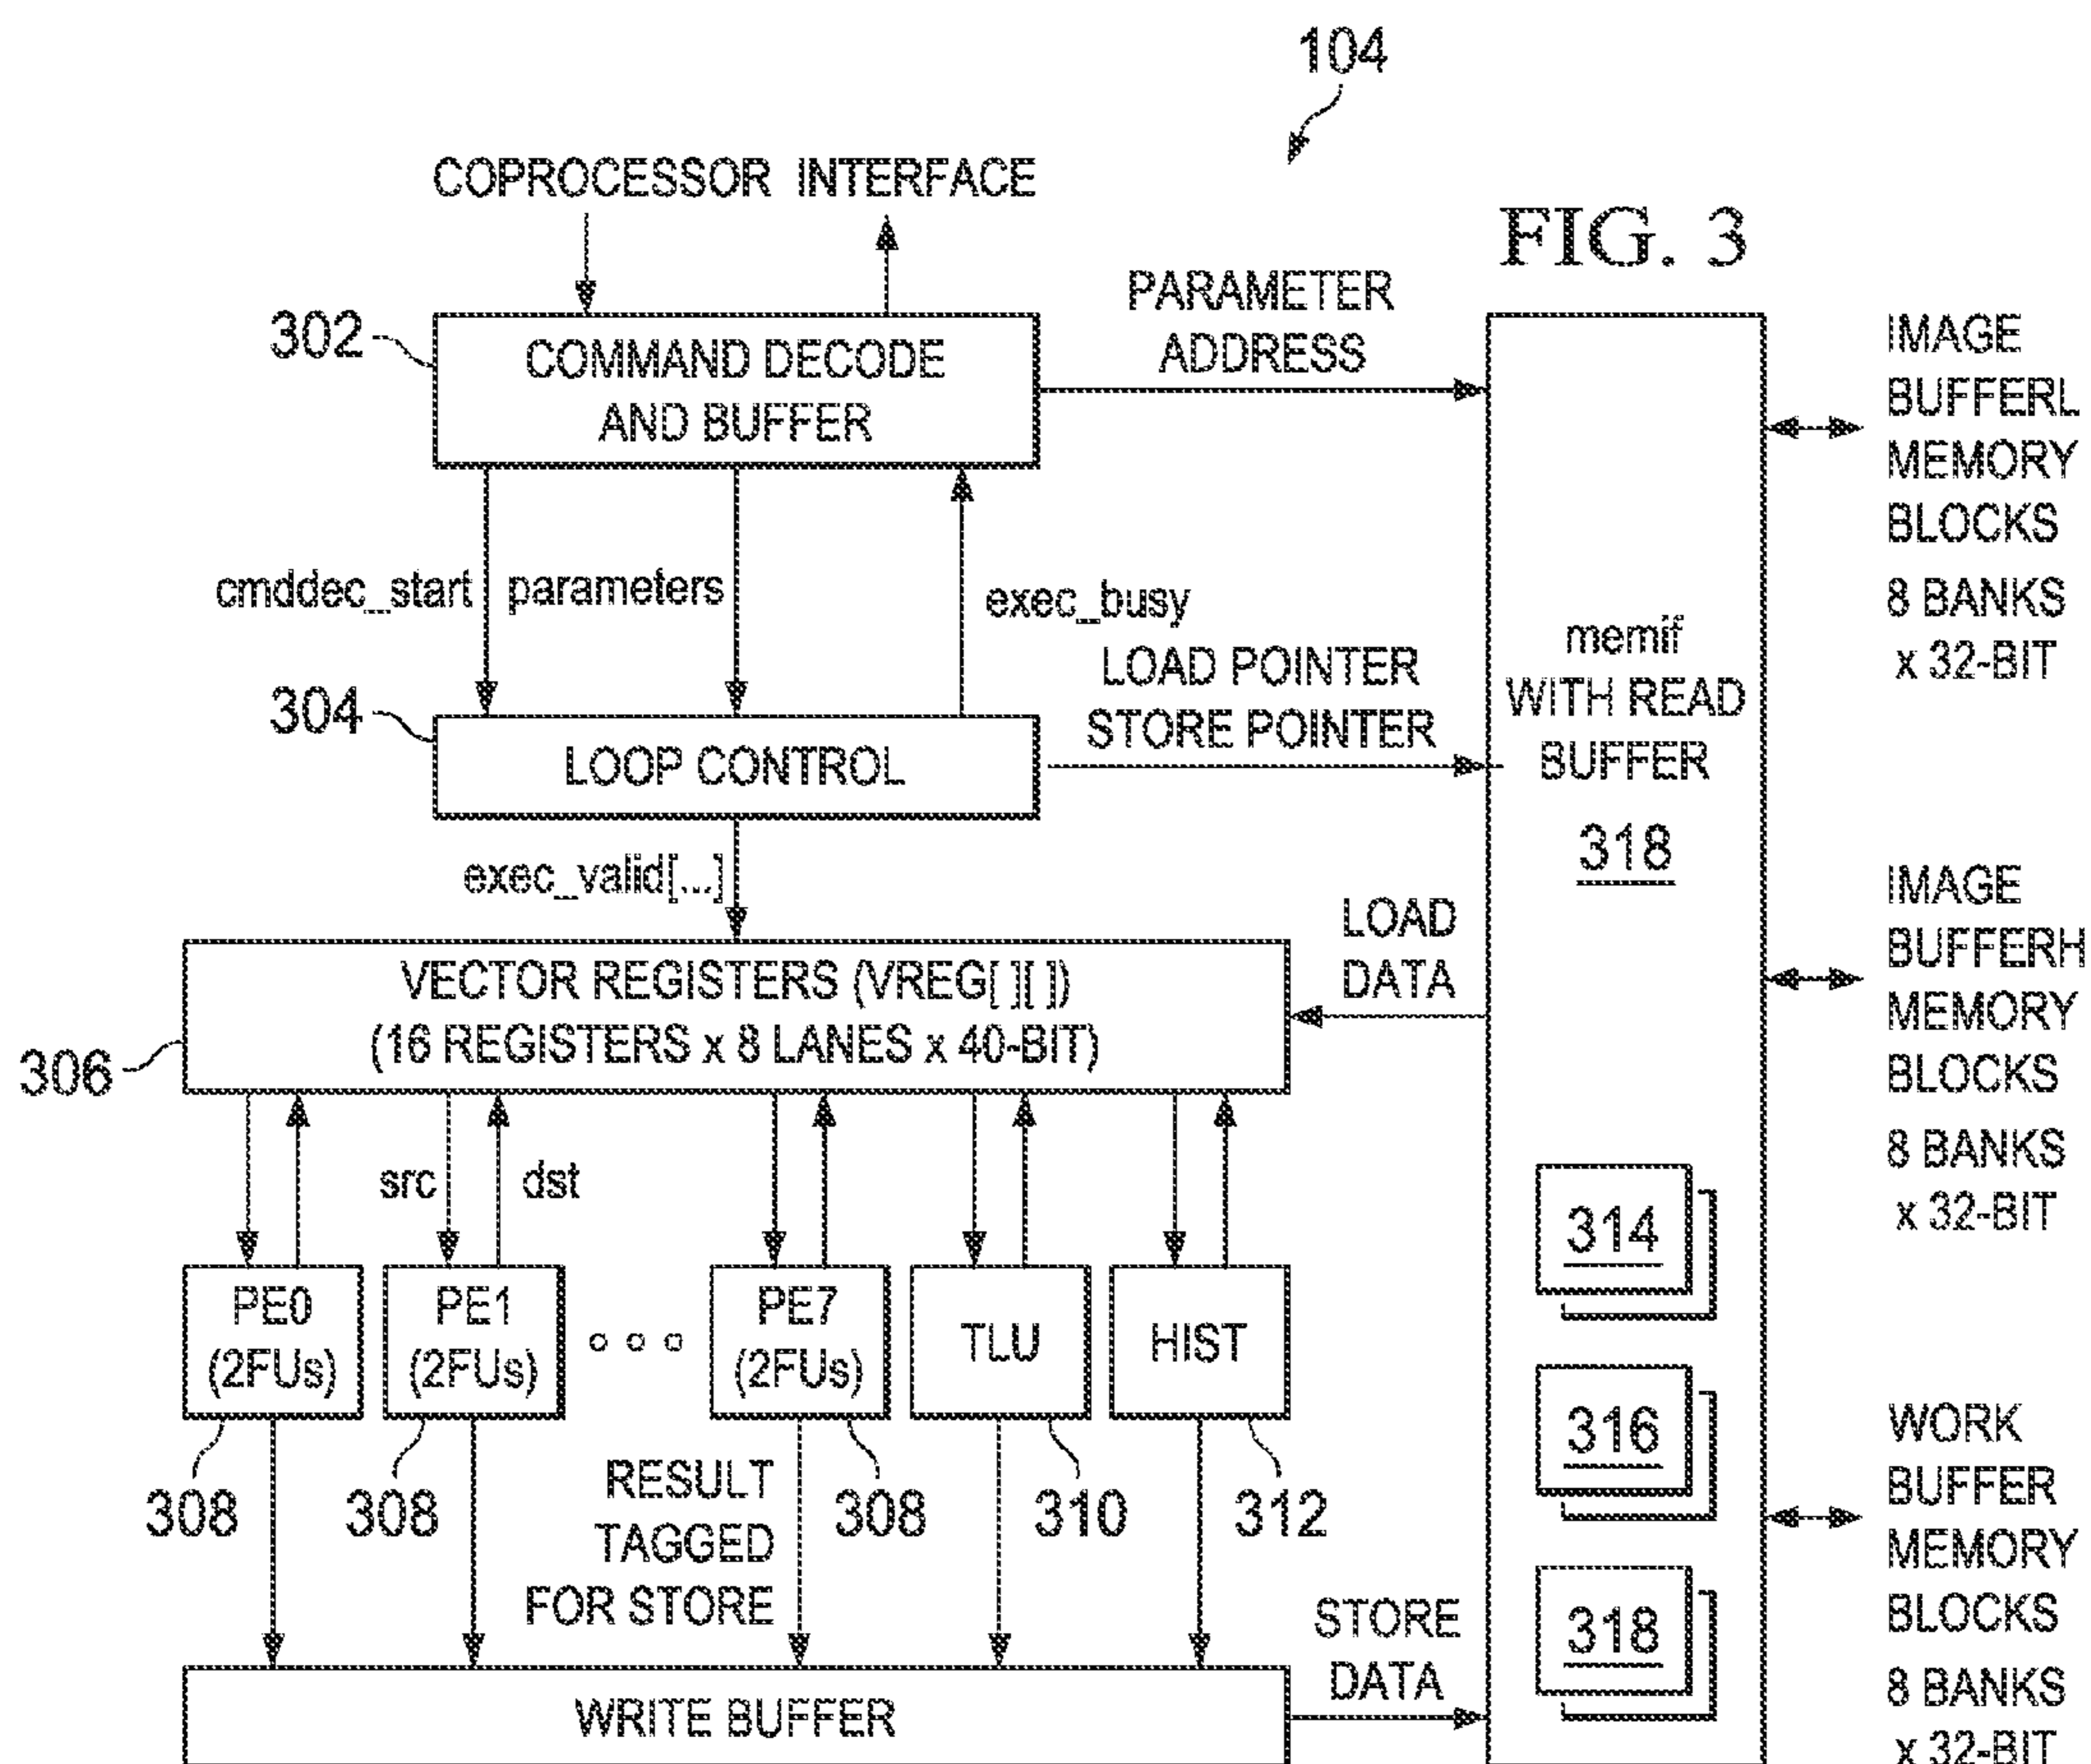 104
COPROCESSOR INTERFACE
FIG. 3
302
COMMAND DECODE
AND BUFFER
PARAMETER
ADDRESS
cmddec_start
parameters
exec_busy
304
LOOP CONTROL
LOAD POINTER
STORE POINTER
exec_valid[...]
306
VECTOR REGISTERS (VREG[ ][ ])
(16 REGISTERS x 8 LANES x 40-BIT)
LOAD
DATA
src
dst
PE0
(2FUs)
PE1
(2FUs)
PE7
(2FUs)
TLU
HIST
308
308
308
310
312
RESULT
TAGGED
FOR STORE
WRITE BUFFER
STORE
DATA
memif
WITH READ
BUFFER
318
314
316
318
IMAGE
BUFFERL
MEMORY
BLOCKS
8 BANKS
x 32-BIT
IMAGE
BUFFERH
MEMORY
BLOCKS
8 BANKS
x 32-BIT
WORK
BUFFER
MEMORY
BLOCKS
8 BANKS
x 32-BIT